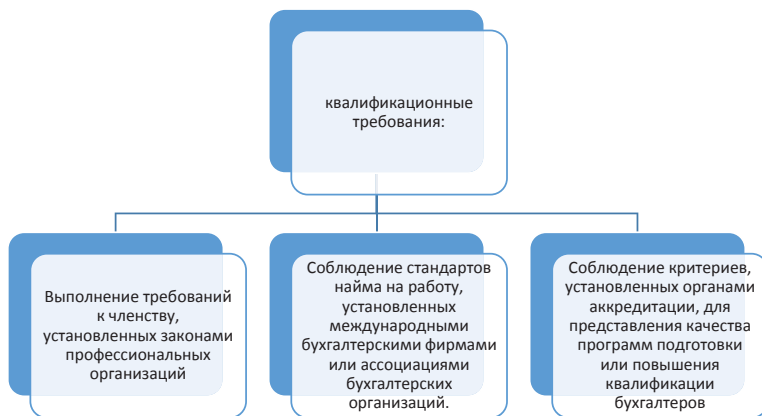 квалификационные
требования:
Выполнение требований
к членству,
установленных законами
профессиональных
организаций
Соблюдение стандартов
найма на работу,
установленных
международными
бухгалтерскими фирмами
или ассоциациями
бухгалтерских
организаций.
Соблюдение критериев,
установленных органами
аккредитации, для
представления качества
программ подготовки
или повышения
квалификации
бухгалтеров